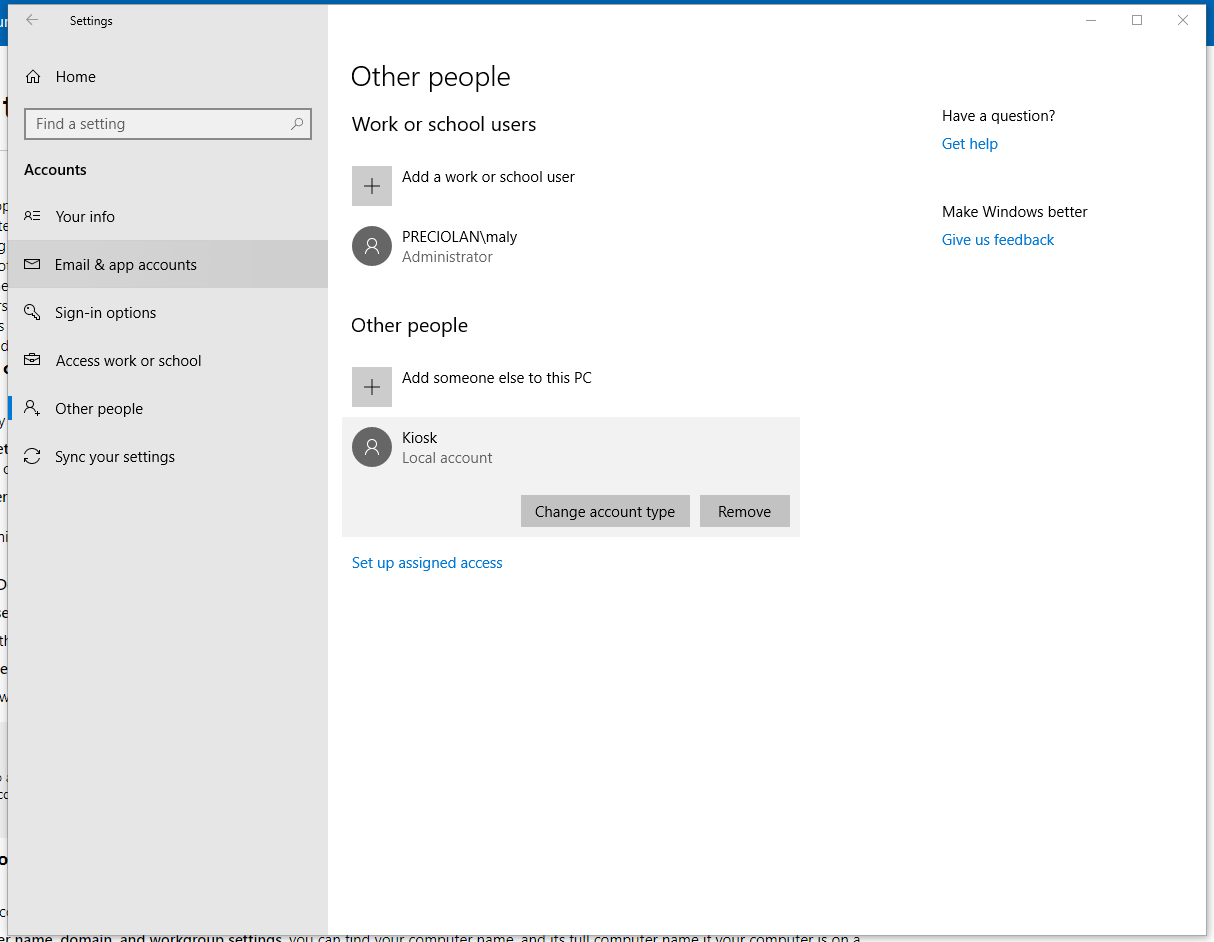 Settings
Home
Find a setting
Accounts
Your info
Email & app accounts
Sign-in options
Access work or school
Other people
Sync your settings
Other people
Work or school users
Add a work or school user
PRECIOLAN\maly
Administrator
Other people
Add someone else to this PC
Kiosk
Local account
Change account type
Remove
Set up assigned access
Have a question?
Get help
Make Windows better
Give us feedback
er name, domain, and workgroup settings, you can find your computer name, and its full computer name if your computer is on a